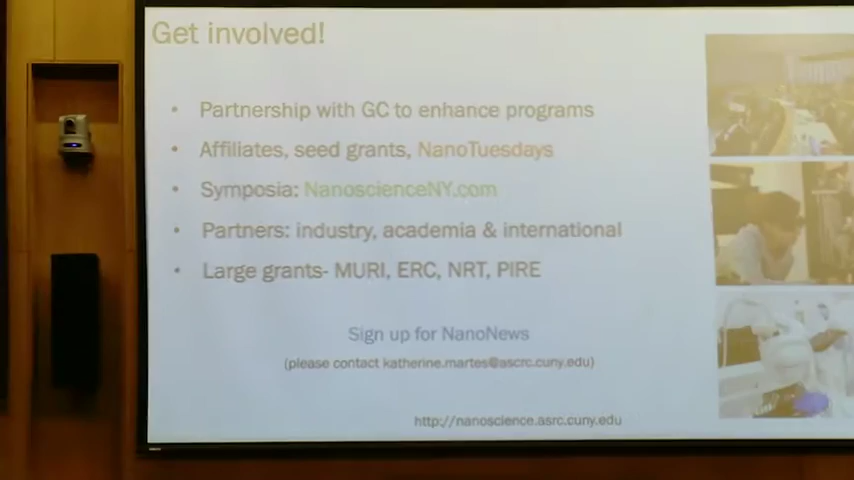 Get involved!
• Partnership with GC to enhance programs
• Affiliates, seed grants, NanoTuesdays
• Symposia: NanoscienceNY.com
• Partners: industry, academia & international
• Large grants- MURI, ERC, NRT, PIRE
Sign up for NanoNews
(please contact katherine.martes@ascrc.cuny.edu)
http://nanoscience.asrc.cuny.edu